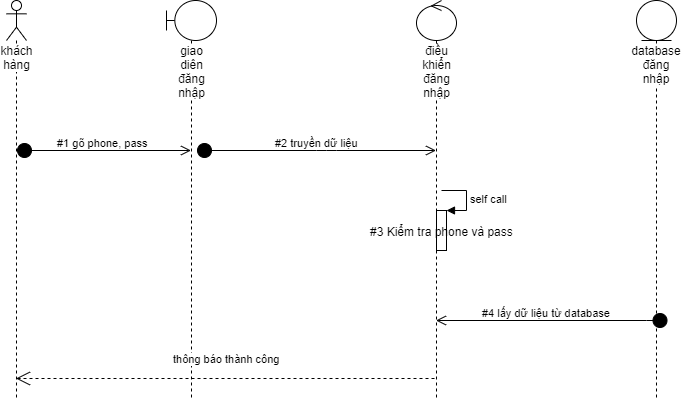 khách
hàng
giao
diên đăng
nhập
điều
khiển đăng
nhập
database
đăng
nhập
#1 gõ phone, pass
#2 truyền dữ liệu
self call
#3 Kiểm tra phone và pass
#4 lấy dữ liệu từ database
thông báo thành công